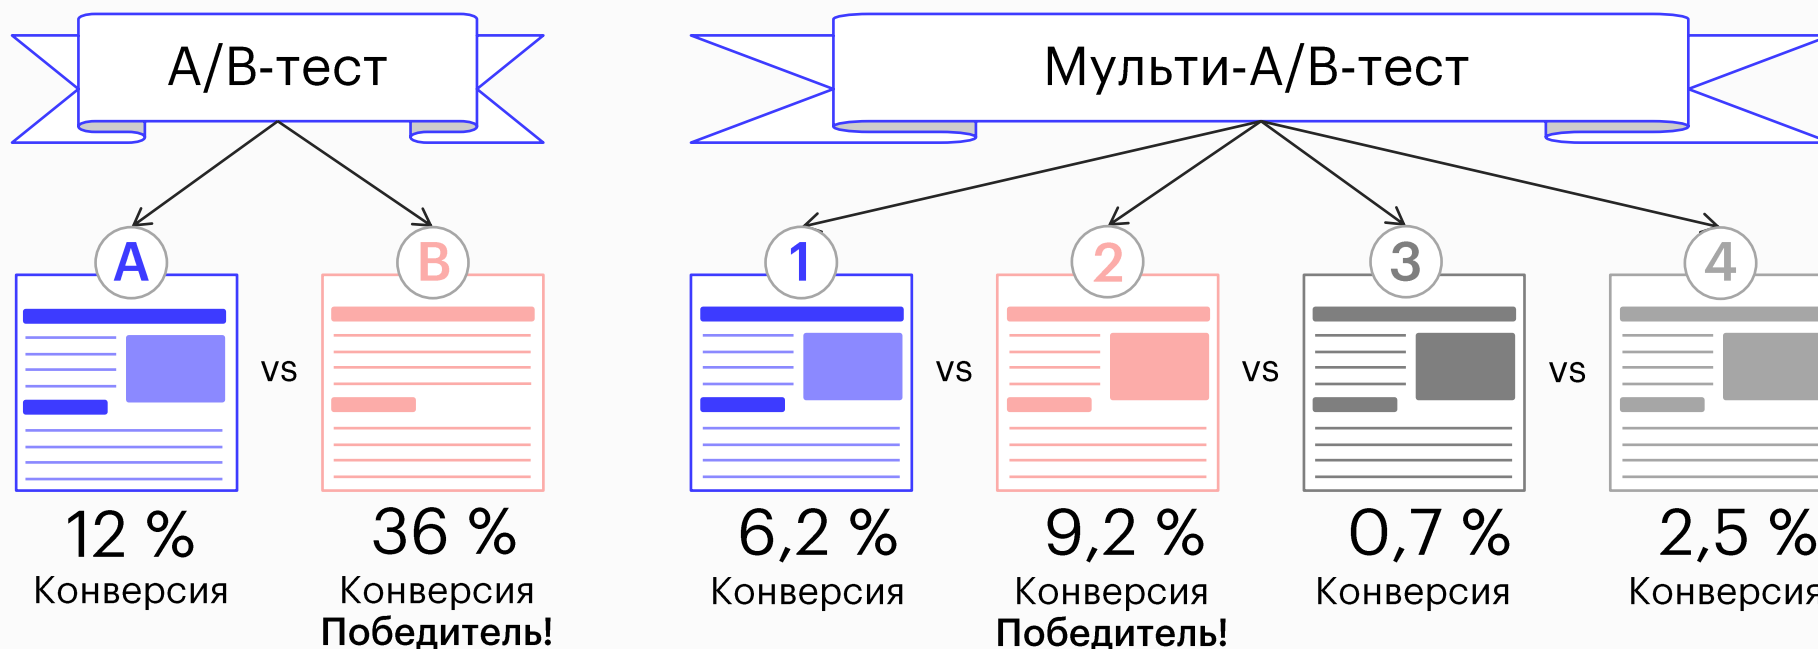 А/В-тест
А
В
vs
12 %
Конверсия
36 %
Конверсия
Победитель!
Мульти-А/В-тест
1
2
3
4
vs
vs
vs
6,2 %
Конверсия
9,2 %
Конверсия
Победитель!
0,7 %
Конверсия
2,5 %
Конверсия